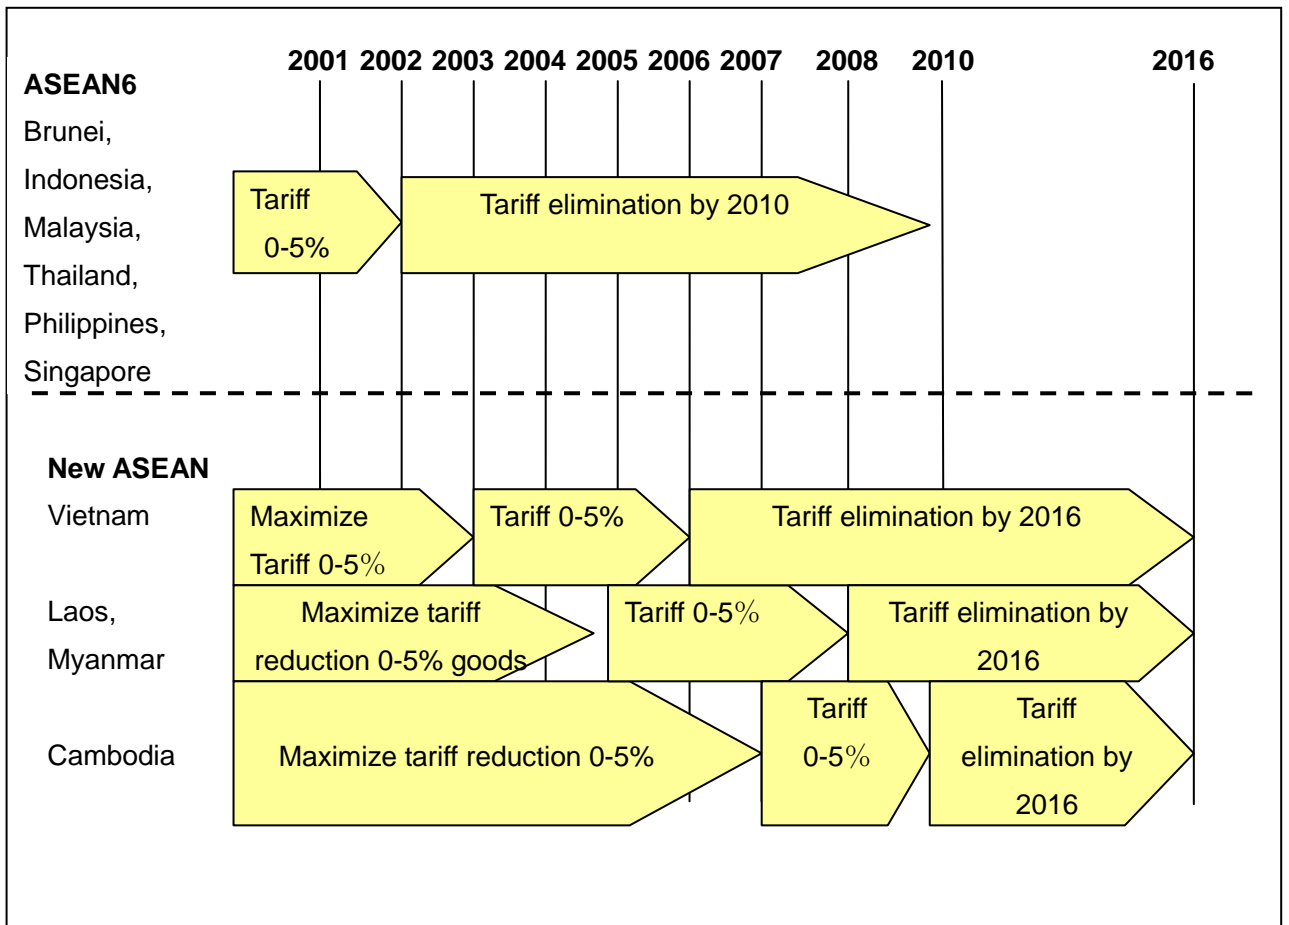 2001 2002 2003 2004 2005 2006 2007 2008 2010 2016
ASEAN6
Brunei,
Indonesia,
Malaysia,
Thailand,
Philippines,
Singapore
Tariff
0-5%
Tariff elimination by 2010
New ASEAN
Vietnam
Maximize
Tariff 0-5%
Tariff 0-5%
Tariff elimination by 2016
Laos,
Myanmar
Maximize tariff
reduction 0-5% goods
Tariff 0-5%
Tariff elimination by
2016
Cambodia
Maximize tariff reduction 0-5%
Tariff
0-5%
Tariff
elimination by
2016